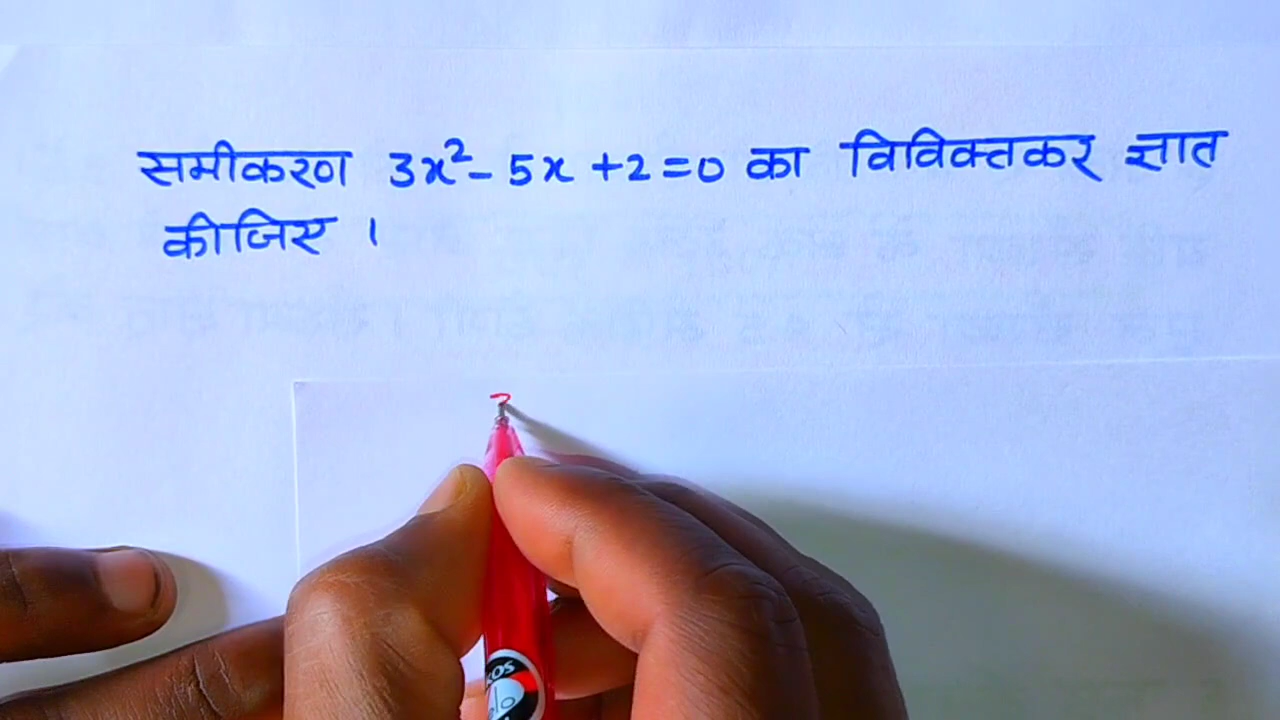 समीकरण 3x² - 5x + 2 = 0 का विविक्तकर ज्ञात
कीजिए ।